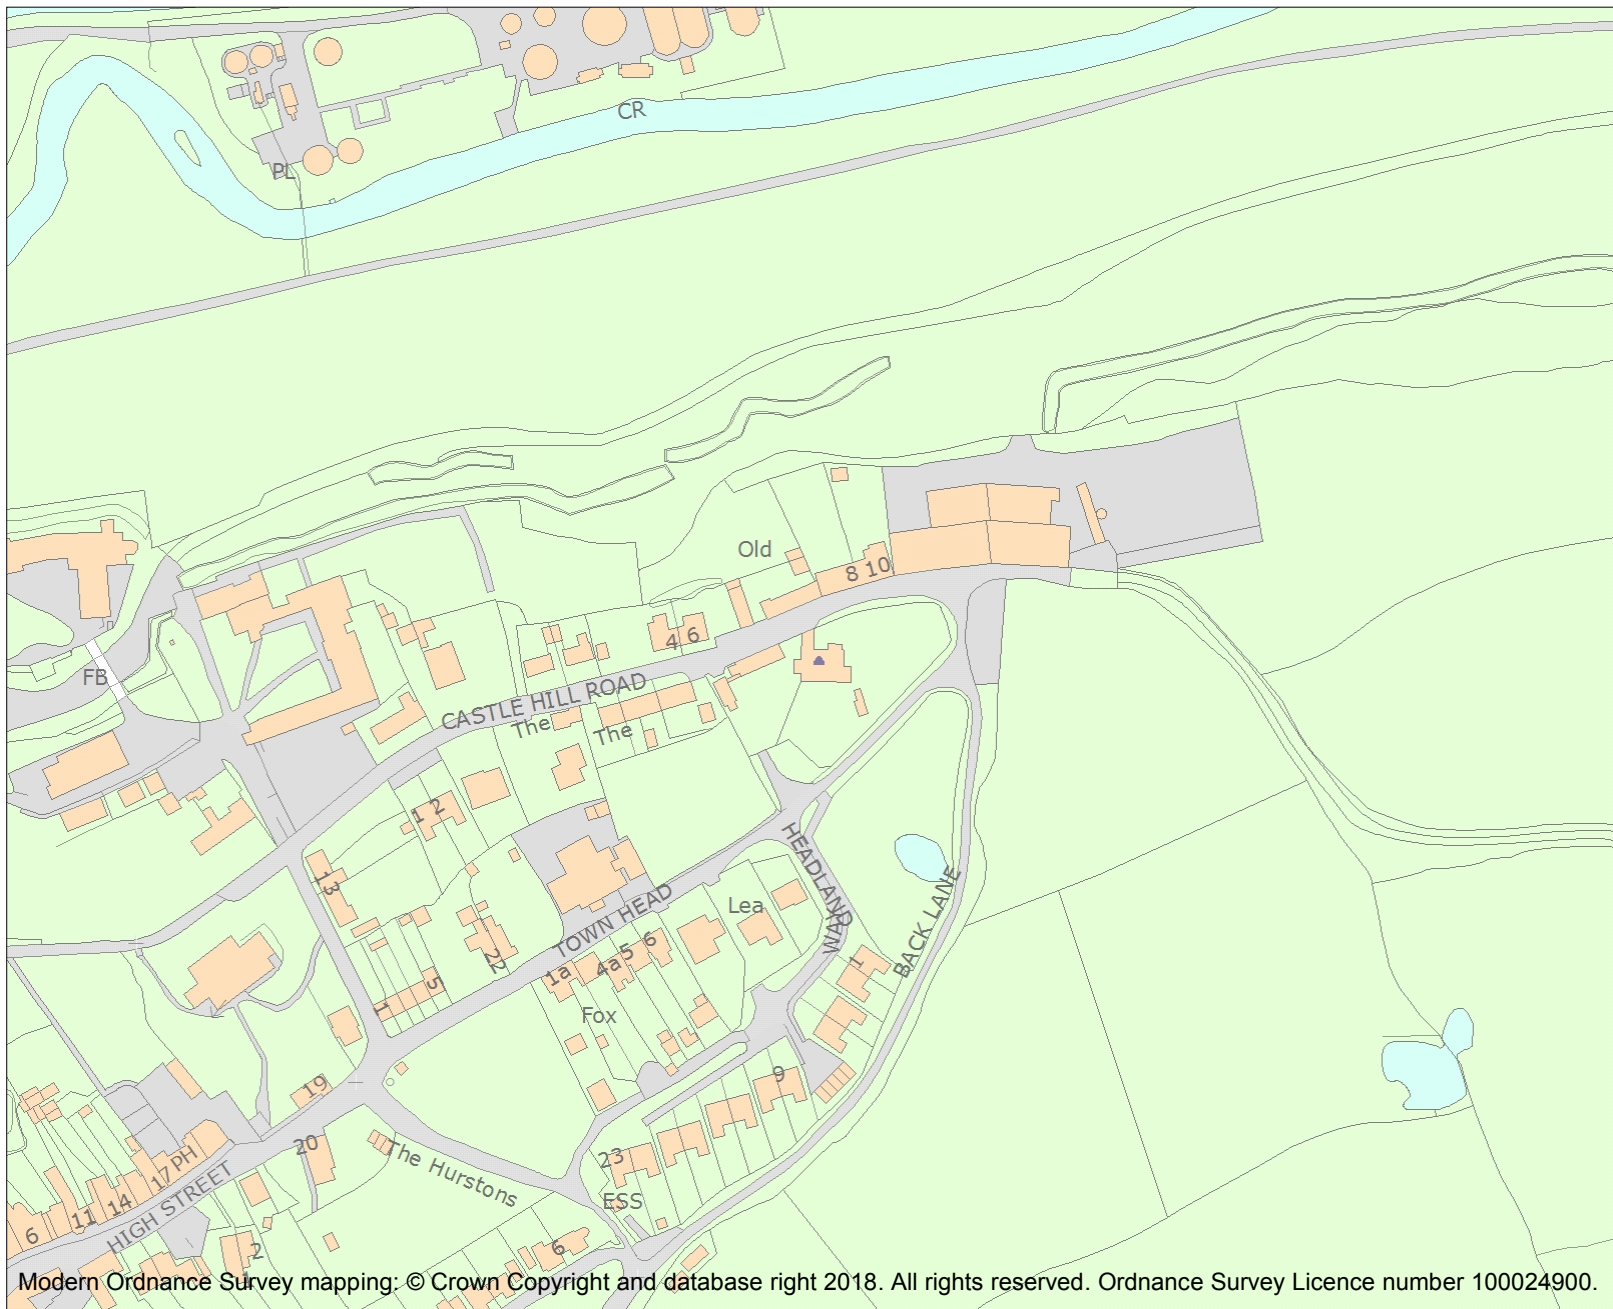 CR
PL
Old
8 10
4 6
FB
CASTLE HILL ROAD
The
The
1 2
HEADLAND
WAY
13
BACK LANE
Lea
TOWN HEAD
22
1a
4a
5
6
1
5
1
Fox
19
9
20
The Hurstons
23
ESS
17
PH
14
11
6
HIGH STREET
2
6
Modern Ordnance Survey mapping: © Crown Copyright and database right 2018. All rights reserved. Ordnance Survey Licence number 100024900.